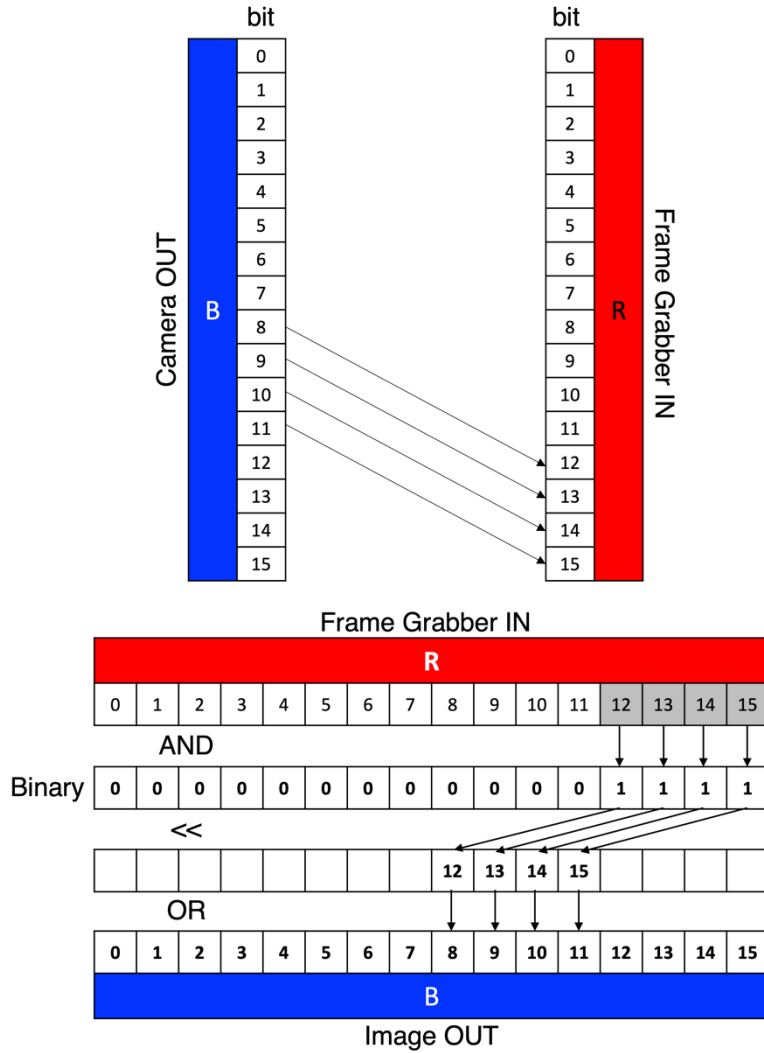 bit bit
0 0
1 1
2 2
3 3
4 4
5 5
6 6
7 7
8 8
9 9
10 10
11 11
12 12
13 13
14 14
15 15
Camera OUT
B
R
Frame Grabber IN
Frame Grabber IN
R
0 1 2 3 4 5 6 7 8 9 10 11 12 13 14 15
AND
Binary 0 0 0 0 0 0 0 0 0 0 0 0 1 1 1 1
<<
12 13 14 15
OR
0 1 2 3 4 5 6 7 8 9 10 11 12 13 14 15
B
Image OUT